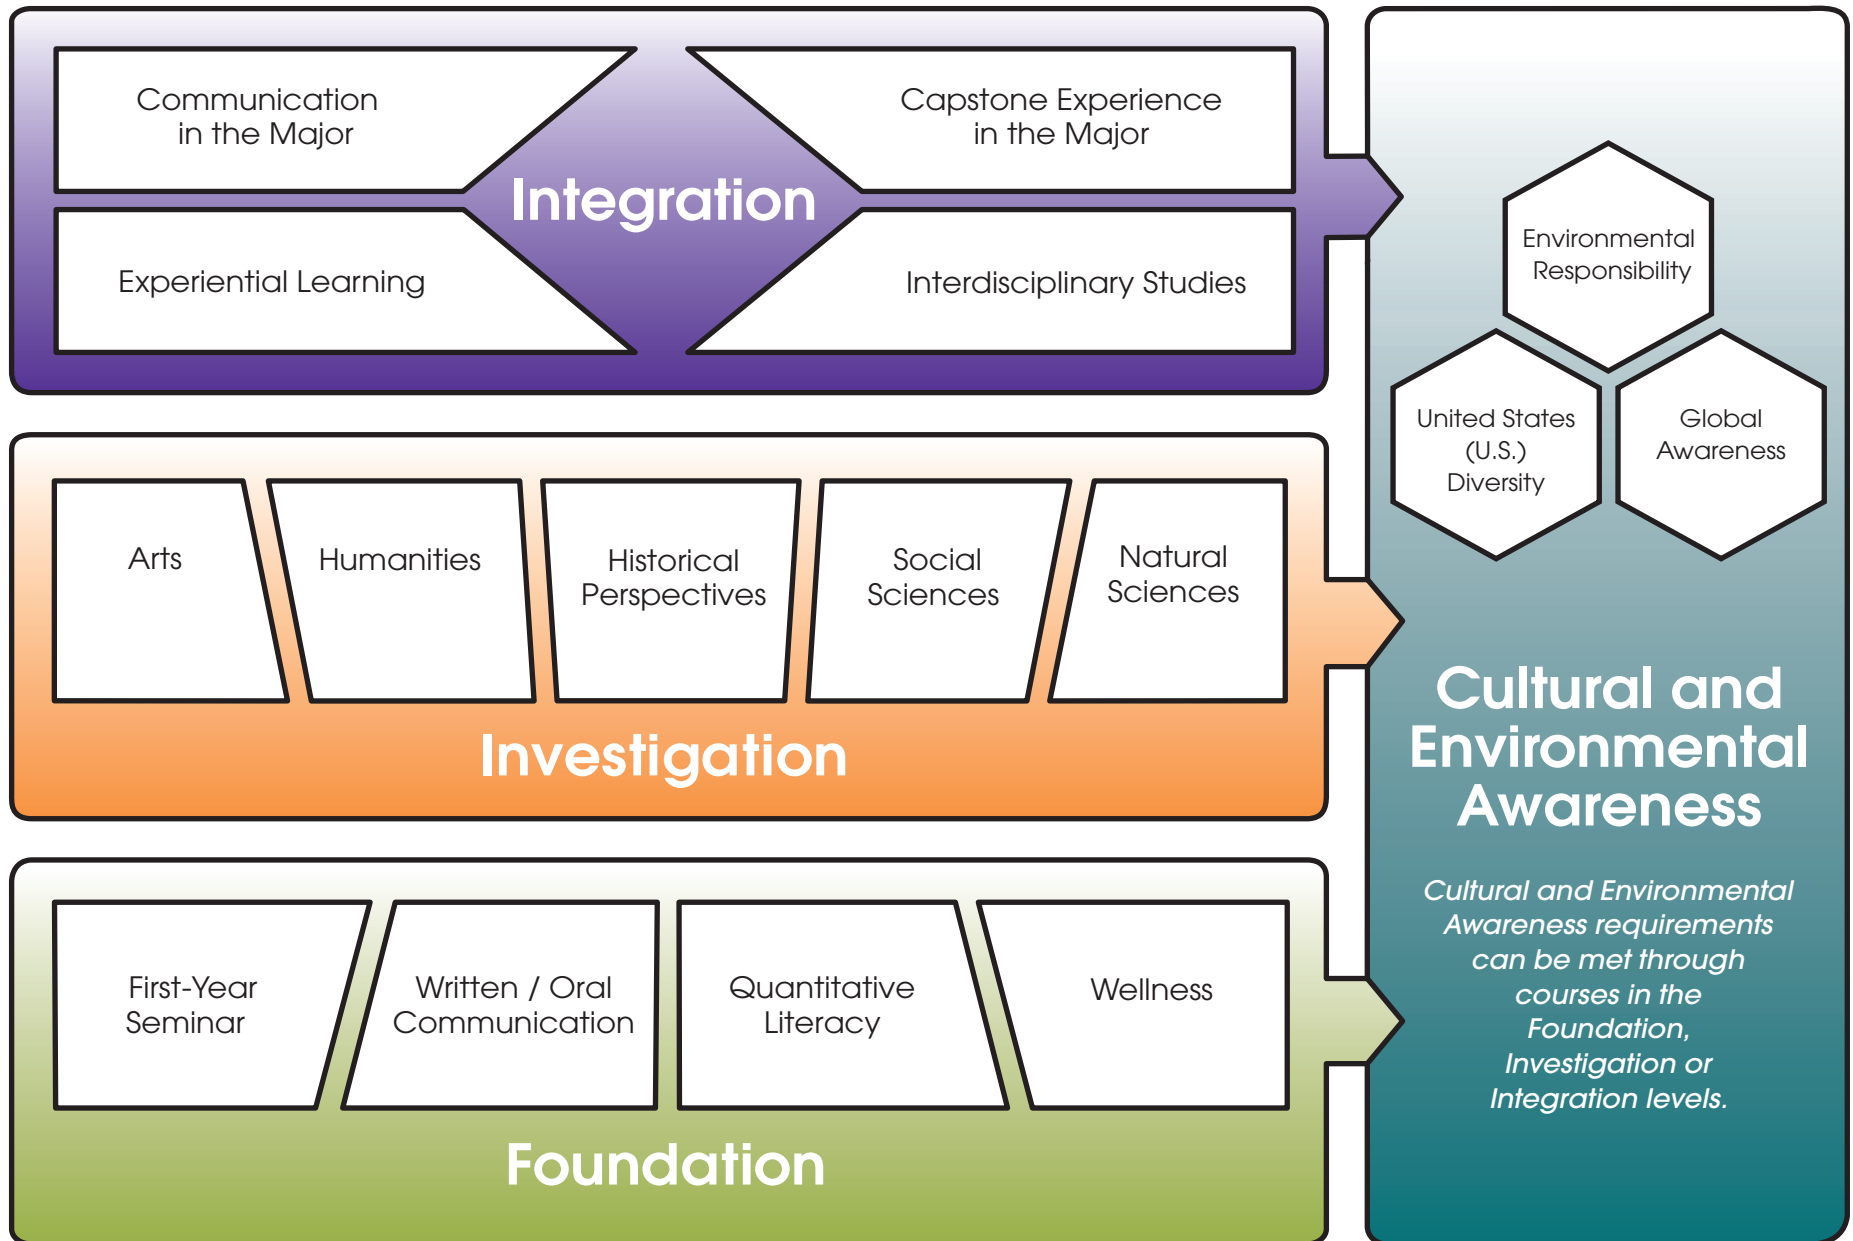 Communication
in the Major
Capstone Experience
in the Major
Integration
Experiential Learning
Interdisciplinary Studies
Arts
Humanities
Historical
Perspectives
Social
Sciences
Natural
Sciences
Investigation
First-Year
Seminar
Written / Oral
Communication
Quantitative
Literacy
Wellness
Foundation
Environmental
Responsibility
United States
(U.S.)
Diversity
Global
Awareness
Cultural and
Environmental
Awareness
Cultural and Environmental
Awareness requirements
can be met through
courses in the
Foundation,
Investigation or
Integration levels.